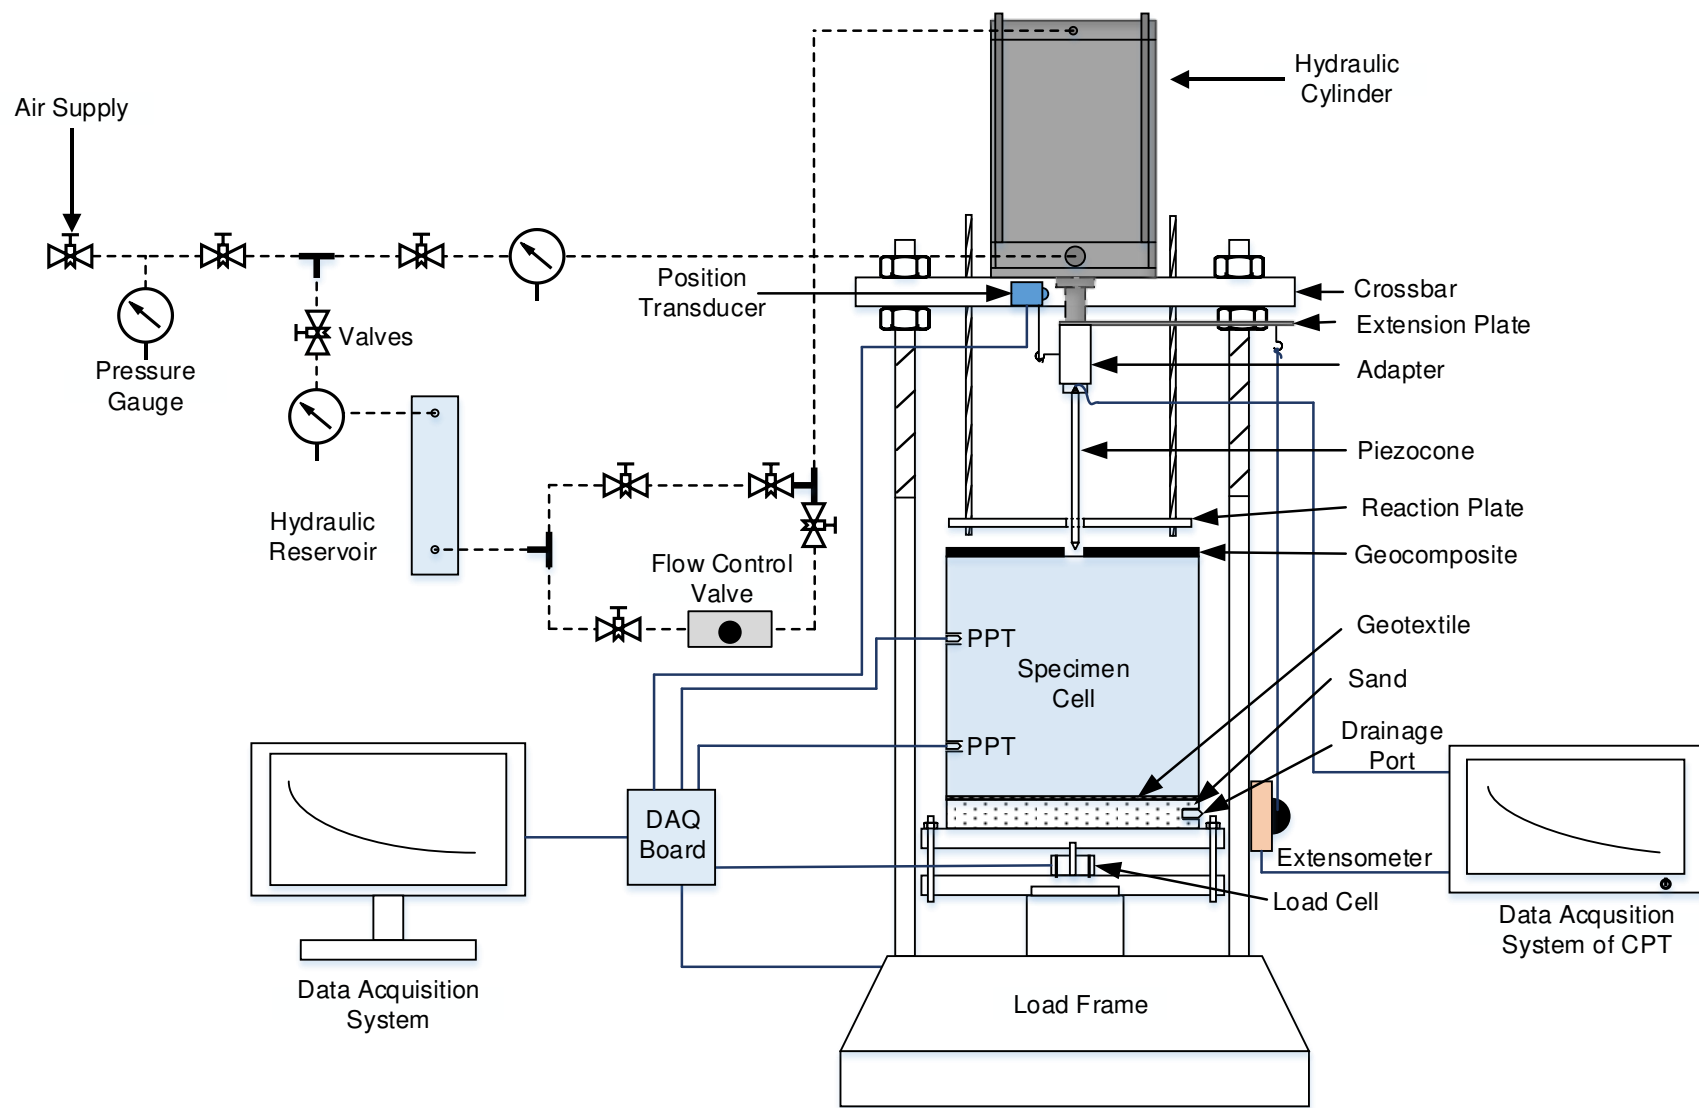 Hydraulic
Cylinder
Air Supply
Position
Transducer
Crossbar
Extension Plate
Valves
Pressure
Gauge
Adapter
Piezocone
Reaction Plate
Hydraulic
Reservoir
Geocomposite
Flow Control
Valve
Geotextile
PPT
Specimen
Cell
Sand
PPT
Drainage
Port
DAQ
Board
Extensometer
Load Cell
Data Acqusition
System of CPT
Data Acquisition
System
Load Frame